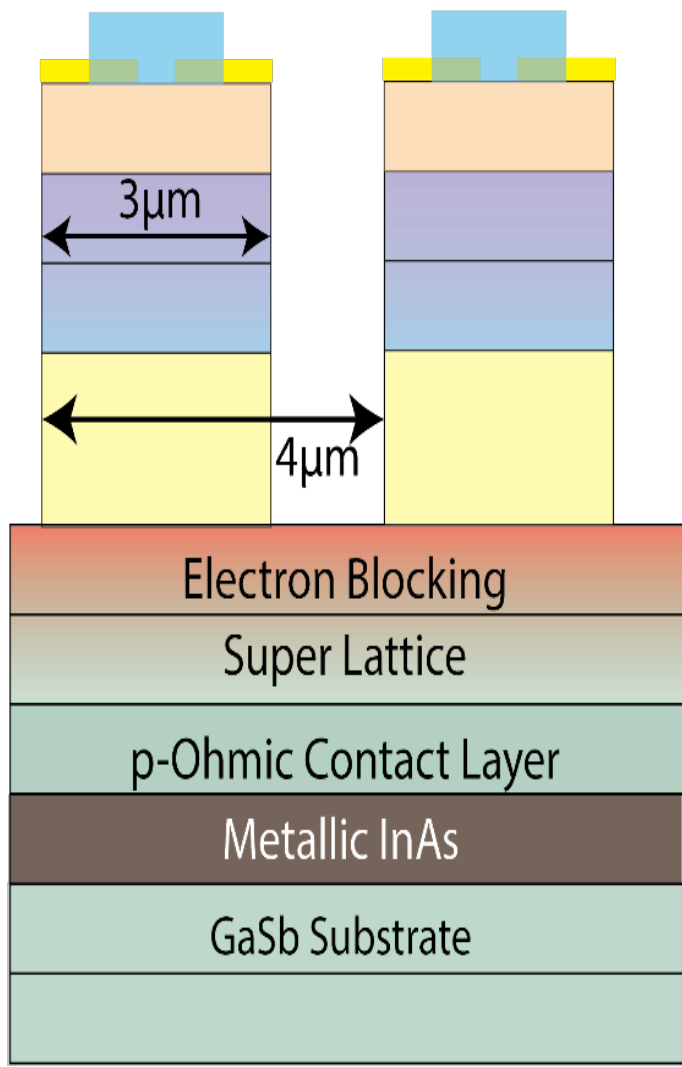 3μm
4μm
Electron Blocking
Super Lattice
p-Ohmic Contact Layer
Metallic InAs
GaSb Substrate